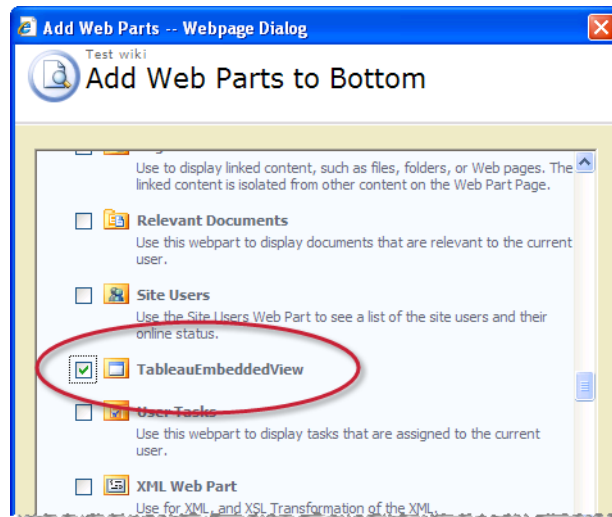 Add Web Parts -- Webpage Dialog
Test wiki
Add Web Parts to Bottom
Use to display linked content, such as files, folders, or Web pages. The
linked content is isolated from other content on the Web Part Page.
Relevant Documents
Use this webpart to display documents that are relevant to the current
user.
Site Users
Use the Site Users Web Part to see a list of the site users and their
online status.
TableauEmbeddedView
User Tasks
Use this webpart to display tasks that are assigned to the current
user.
XML Web Part
Use for XML, and XSL Transformation of the XML.